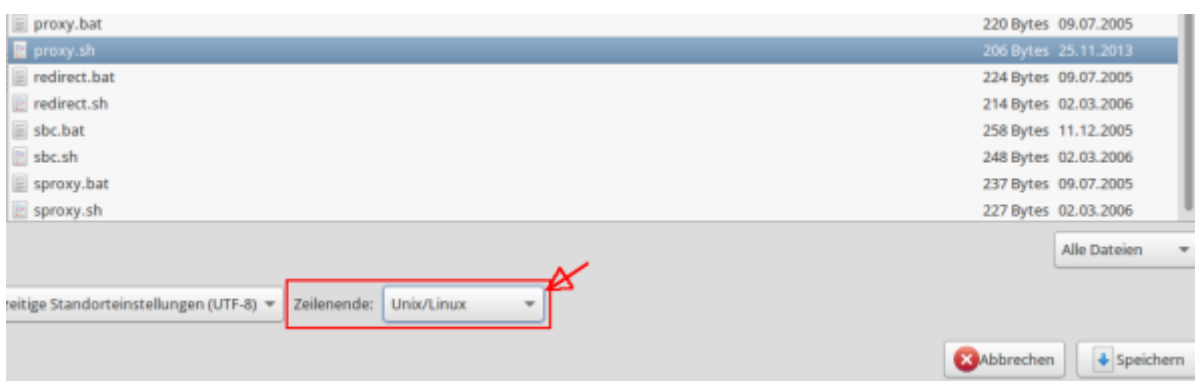 proxy.bat 220 Bytes 09.07.2005
proxy.sh 206 Bytes 25.11.2013
redirect.bat 224 Bytes 09.07.2005
redirect.sh 214 Bytes 02.03.2006
sbc.bat 258 Bytes 11.12.2005
sbc.sh 248 Bytes 02.03.2006
sproxy.bat 237 Bytes 09.07.2005
sproxy.sh 227 Bytes 02.03.2006
Alle Dateien
zeitige Standorteinstellungen (UTF-8) Zeilenende: Unix/Linux
Abbrechen Speichern